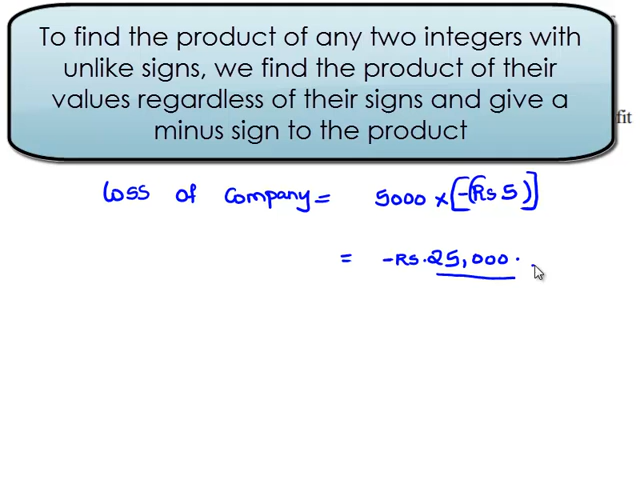 To find the product of any two integers with
unlike signs, we find the product of their
values regardless of their signs and give a
minus sign to the product
fit
Loss of Company = 5000 × [-(Rs 5)]
= -Rs. 25,000.